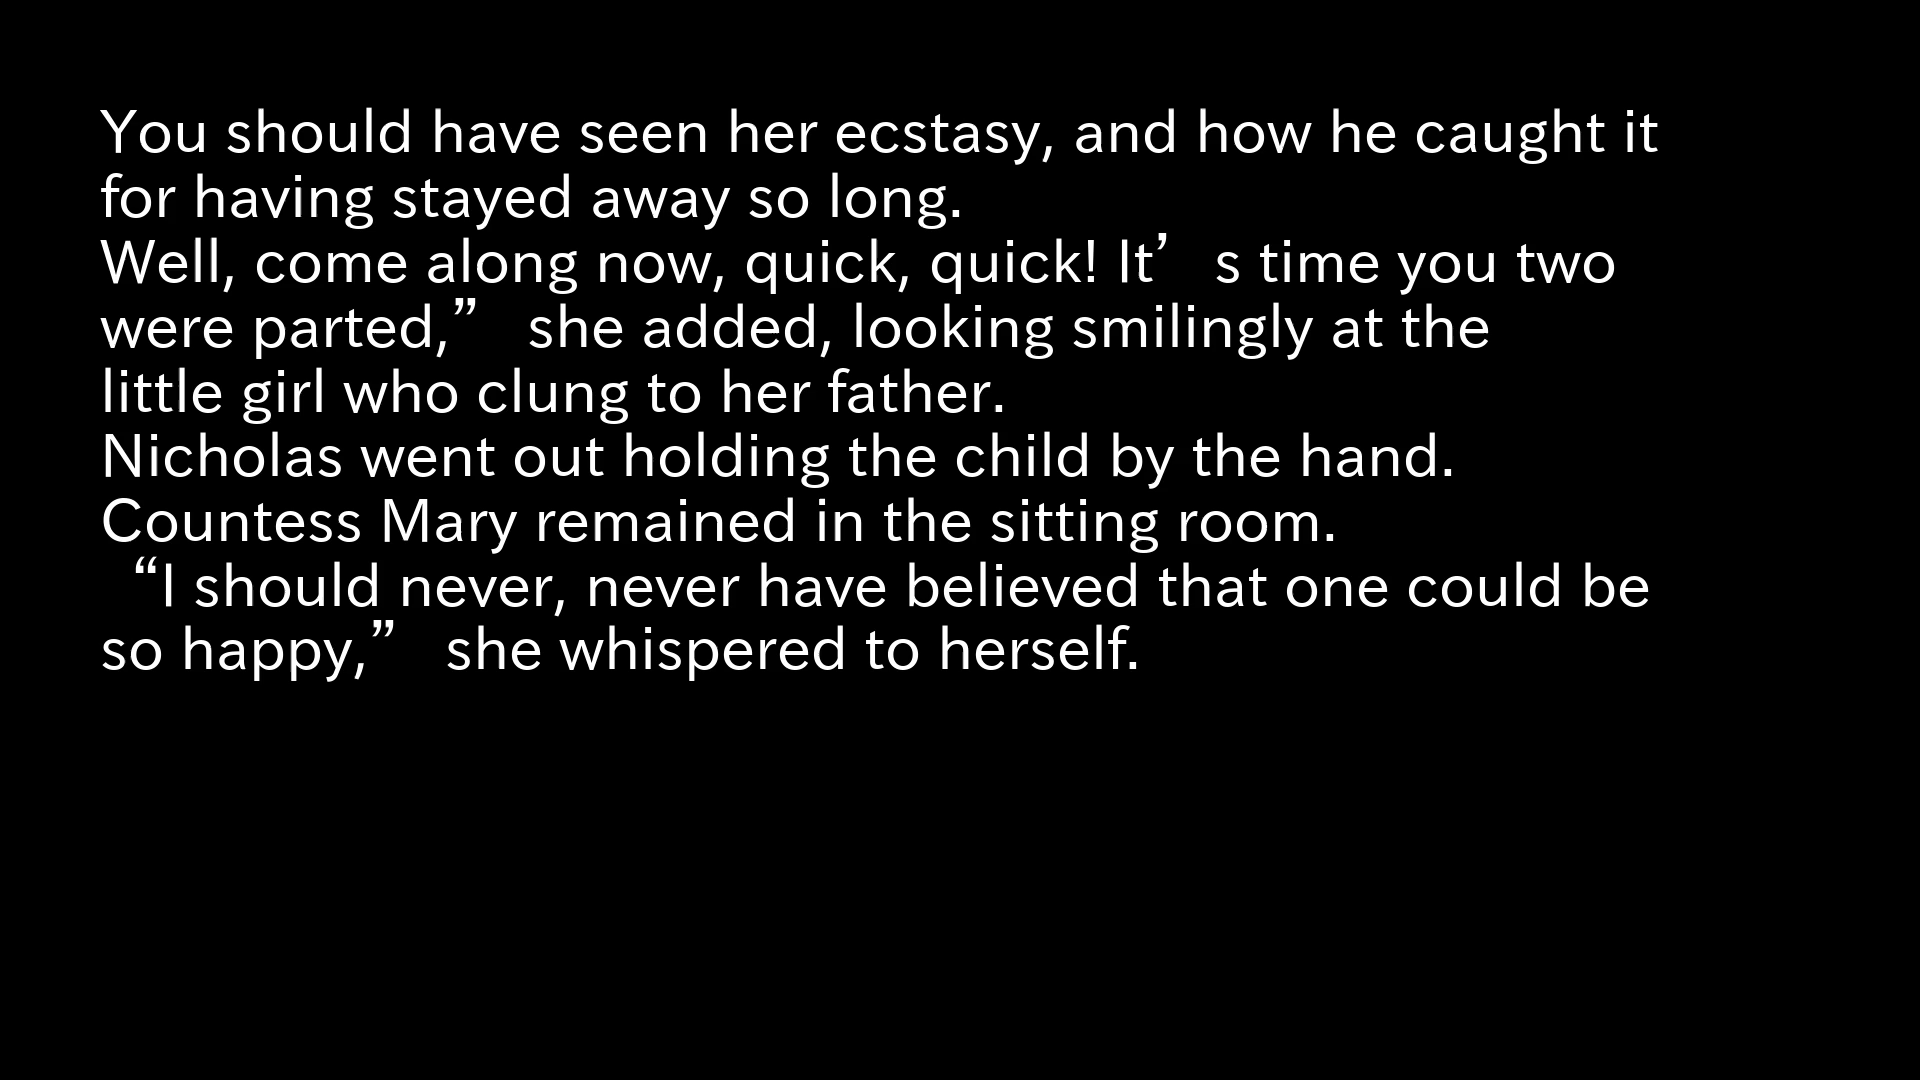 You should have seen her ecstasy, and how he caught it
for having stayed away so long.
Well, come along now, quick, quick! It’s time you two
were parted,” she added, looking smilingly at the
little girl who clung to her father.
Nicholas went out holding the child by the hand.
Countess Mary remained in the sitting room.
“I should never, never have believed that one could be
so happy,” she whispered to herself.